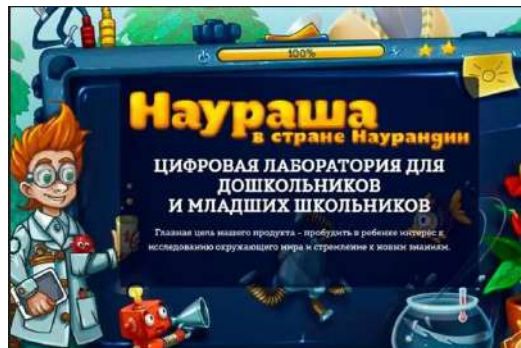 100%
Наураша
в стране Наурандии
ЦИФРОВАЯ ЛАБОРАТОРИЯ ДЛЯ
ДОШКОЛЬНИКОВ
И МЛАДШИХ ШКОЛЬНИКОВ
Главная цель нашего продукта - пробудить в ребенке интерес к
исследованию окружающего мира и стремление к новым знаниям.